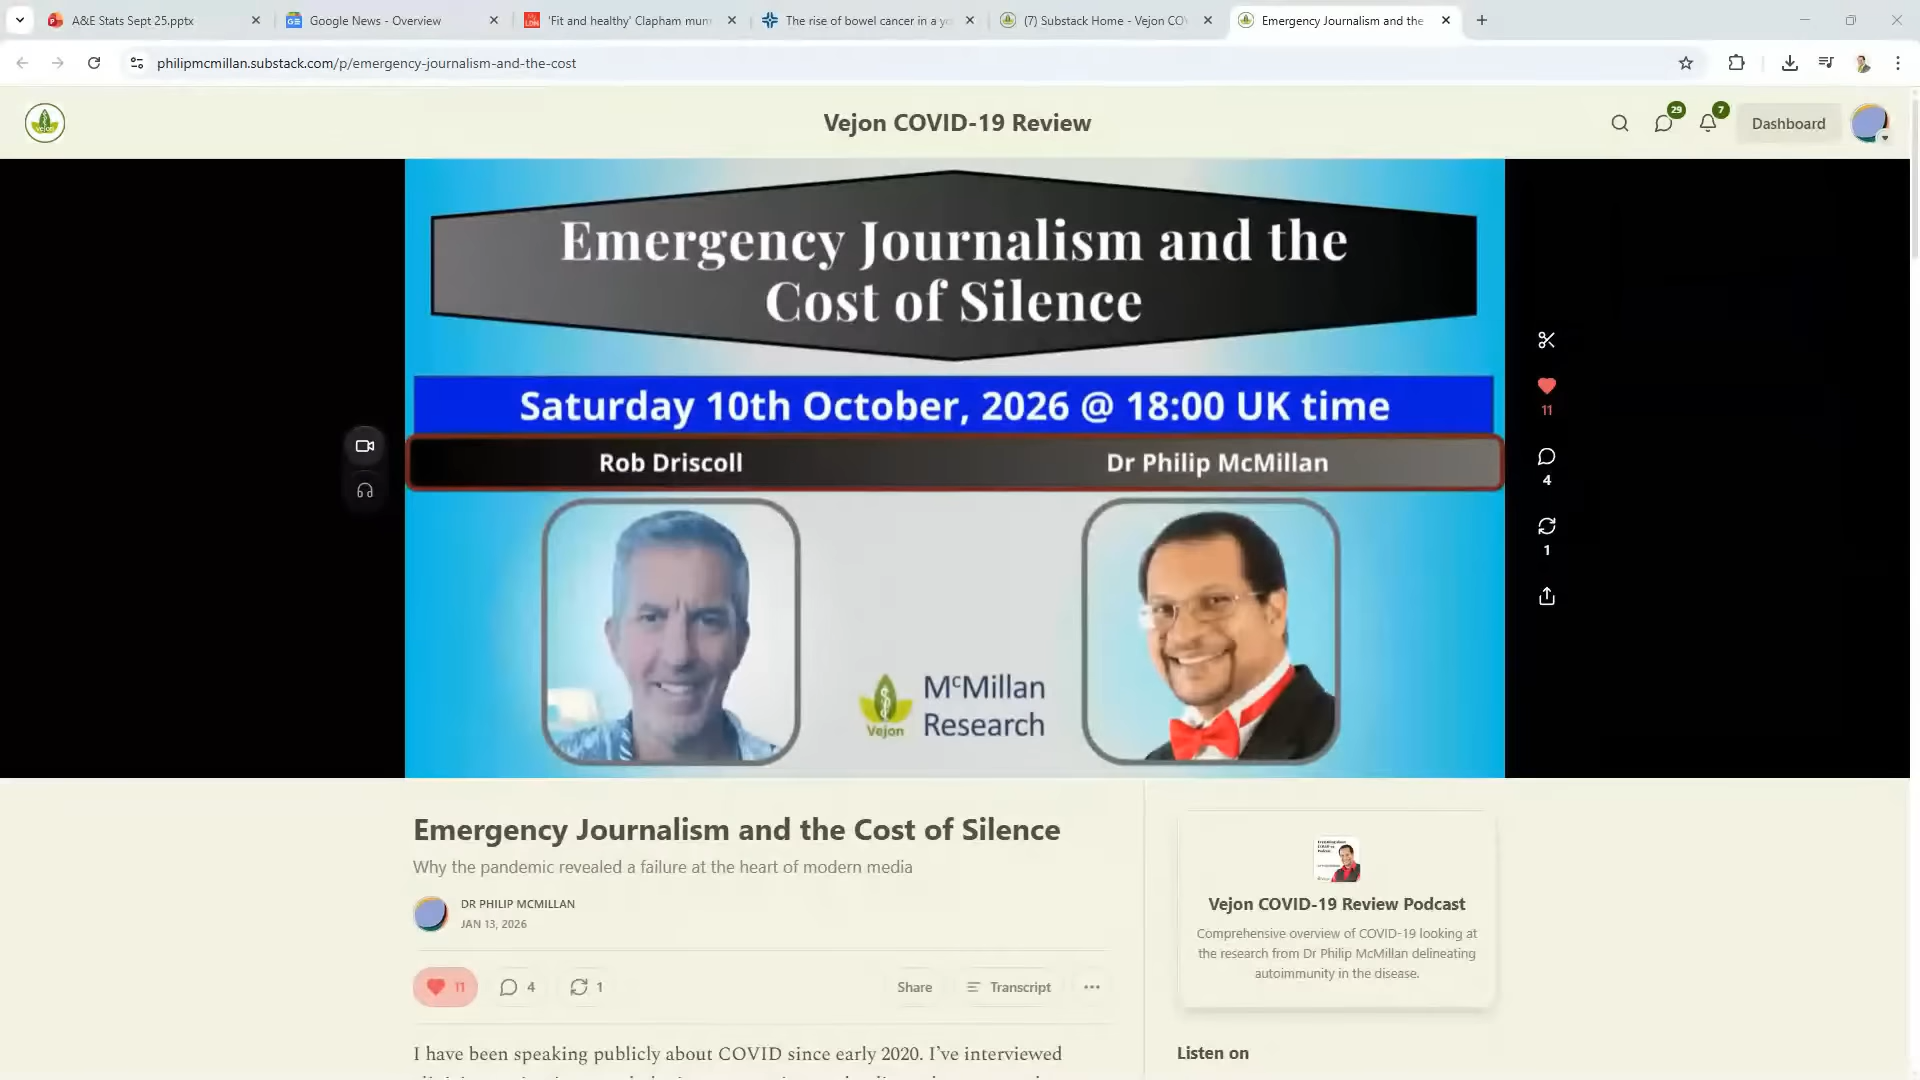 A&E Stats Sept 25.pptx
Google News - Overview
'Fit and healthy' Clapham mum
The rise of bowel cancer in a yo
(7) Substack Home - Vejon COV
Emergency Journalism and the
philipmcmillan.substack.com/p/emergency-journalism-and-the-cost
Vejon COVID-19 Review
29
7
Dashboard
Emergency Journalism and the
Cost of Silence
Saturday 10th October, 2026 @ 18:00 UK time
Rob Driscoll
Dr Philip McMillan
McMillan
Research
Vejon
11
4
1
Emergency Journalism and the Cost of Silence
Why the pandemic revealed a failure at the heart of modern media
DR PHILIP MCMILLAN
JAN 13, 2026
11
4
1
Share
Transcript
I have been speaking publicly about COVID since early 2020. I've interviewed
Vejon COVID-19 Review Podcast
Comprehensive overview of COVID-19 looking at
the research from Dr Philip McMillan delineating
autoimmunity in the disease.
Listen on